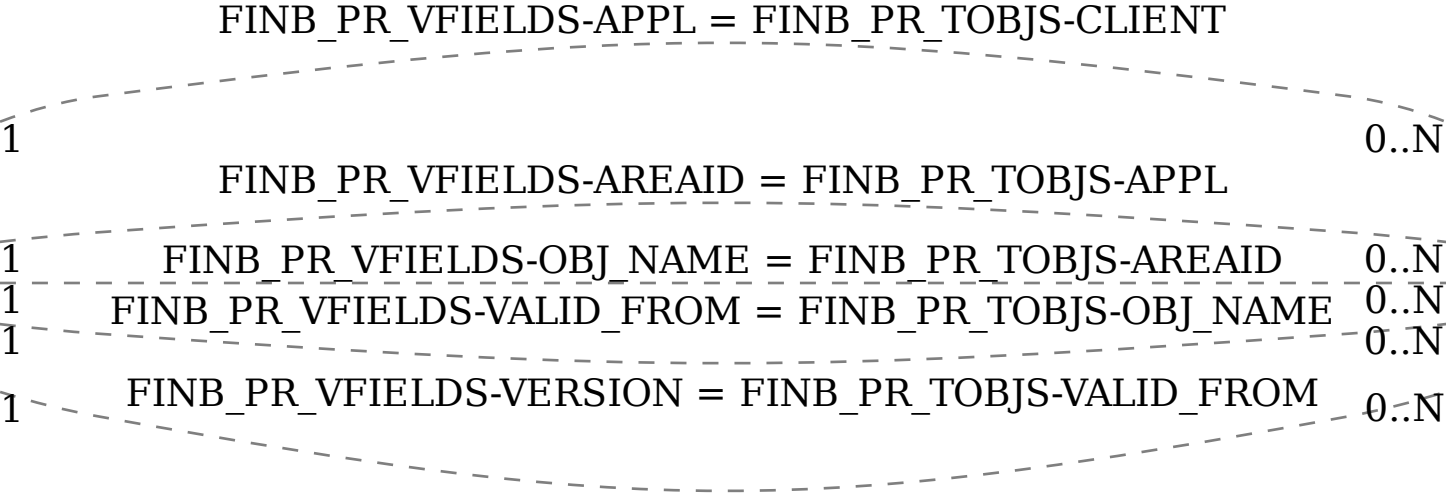 FINB_PR_VFIELDS-APPL = FINB_PR_TOBJS-CLIENT
1 0..N
FINB_PR_VFIELDS-AREAID = FINB_PR_TOBJS-APPL
1 FINB_PR_VFIELDS-OBJ_NAME = FINB_PR_TOBJS-AREAID 0..N
1 FINB_PR_VFIELDS-VALID_FROM = FINB_PR_TOBJS-OBJ_NAME 0..N
1 0..N
1 FINB_PR_VFIELDS-VERSION = FINB_PR_TOBJS-VALID_FROM 0..N